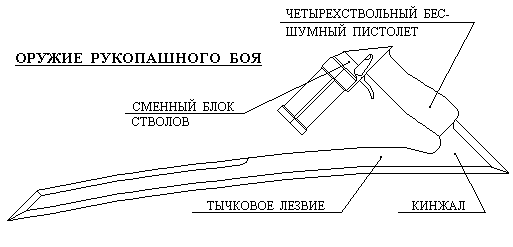 ЧЕТЫРЕХСТВОЛЬНЫЙ БЕС-
ШУМНЫЙ ПИСТОЛЕТ
ОРУЖИЕ РУКОПАШНОГО БОЯ
СМЕННЫЙ БЛОК
СТВОЛОВ
ТЫЧКОВОЕ ЛЕЗВИЕ
КИНЖАЛ